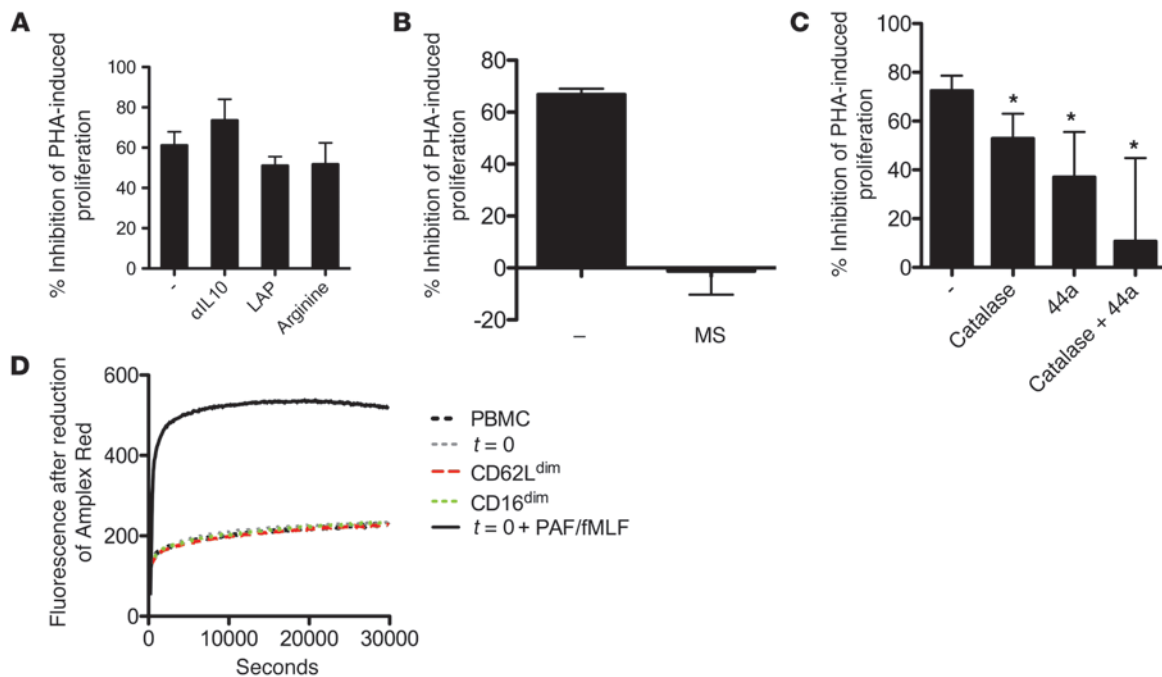 A
% Inhibition of PHA-induced
proliferation
100
80
60
40
20
0
-
αIL10
LAP
Arginine
B
% Inhibition of PHA-induced
proliferation
80
60
40
20
0
-20
–
MS
C
% Inhibition of PHA-induced
proliferation
100
80
60
40
20
0
*
*
*
-
Catalase
44a
Catalase + 44a
D
Fluorescence after reduction
of Amplex Red
600
400
200
0
0
10000
20000
30000
Seconds
PBMC
t = 0
CD62Ldim
CD16dim
t = 0 + PAF/fMLF